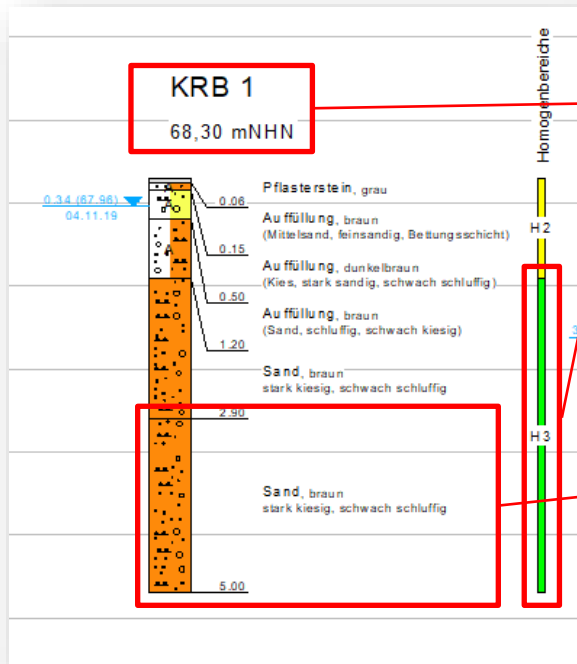 KRB 1
68,30 mNHN
Homogenbereiche
0.34 (67.96)
04.11.19
0.06
Pflasterstein, grau
0.15
Auffüllung, braun
(Mittelsand, feinsandig, Bettungsschicht)
H2
0.50
Auffüllung, dunkelbraun
(Kies, stark sandig, schwach schluffig)
1.20
Auffüllung, braun
(Sand, schluffig, schwach kiesig)
3
2.90
Sand, braun
stark kiesig, schwach schluffig
H3
Sand, braun
stark kiesig, schwach schluffig
5.00